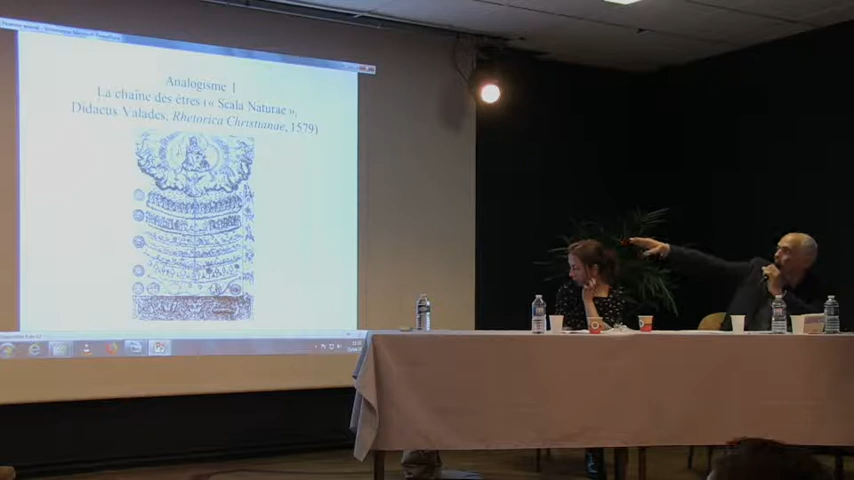 Analogisme 1
La chaîne des êtres (« Scala Naturae »,
Didacus Valades, Rhetorica Christianae, 1579)